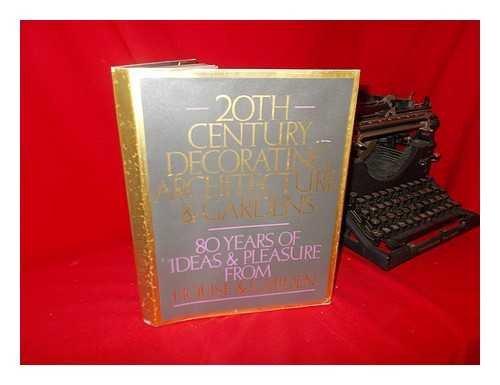 20TH
CENTURY
DECORATING,
ARCHITECTURE
& GARDENS
80 YEARS OF
IDEAS & PLEASURE
FROM
HOUSE & GARDEN